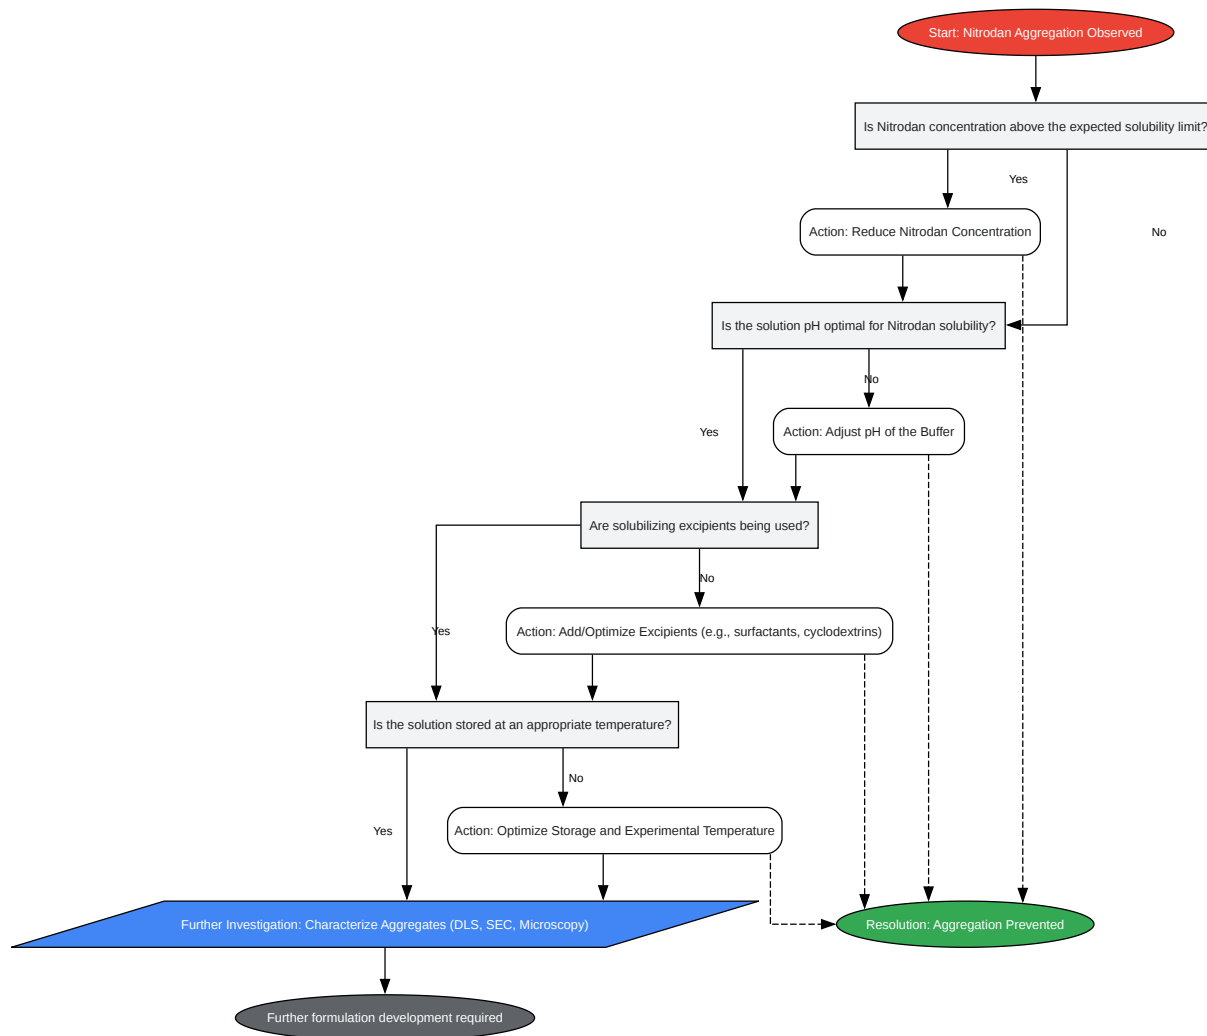 Start: Nitrodan Aggregation Observed
Is Nitrodan concentration above the expected solubility limit?
Yes
Action: Reduce Nitrodan Concentration
No
Is the solution pH optimal for Nitrodan solubility?
No
Yes
Action: Adjust pH of the Buffer
Are solubilizing excipients being used?
No
Yes
Action: Add/Optimize Excipients (e.g., surfactants, cyclodextrins)
Is the solution stored at an appropriate temperature?
No
Yes
Action: Optimize Storage and Experimental Temperature
Further Investigation: Characterize Aggregates (DLS, SEC, Microscopy)
Resolution: Aggregation Prevented
Further formulation development required